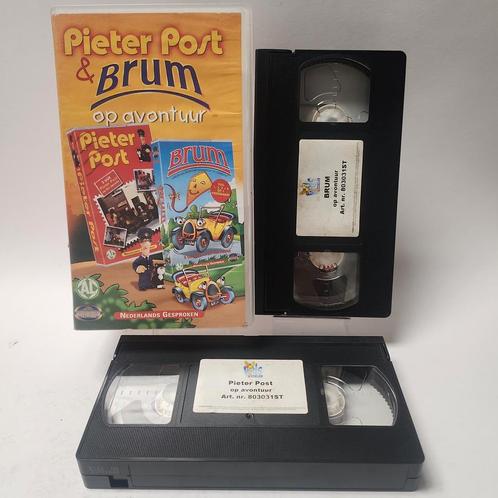 Pieter Post
& Brum
op avontuur
Pieter
Post
BRUM
AL
NEDERLANDS GESPROKEN
BRUM
op avontuur
Art. nr. 803031ST
Pieter Post
op avontuur
Art. nr. 803031ST